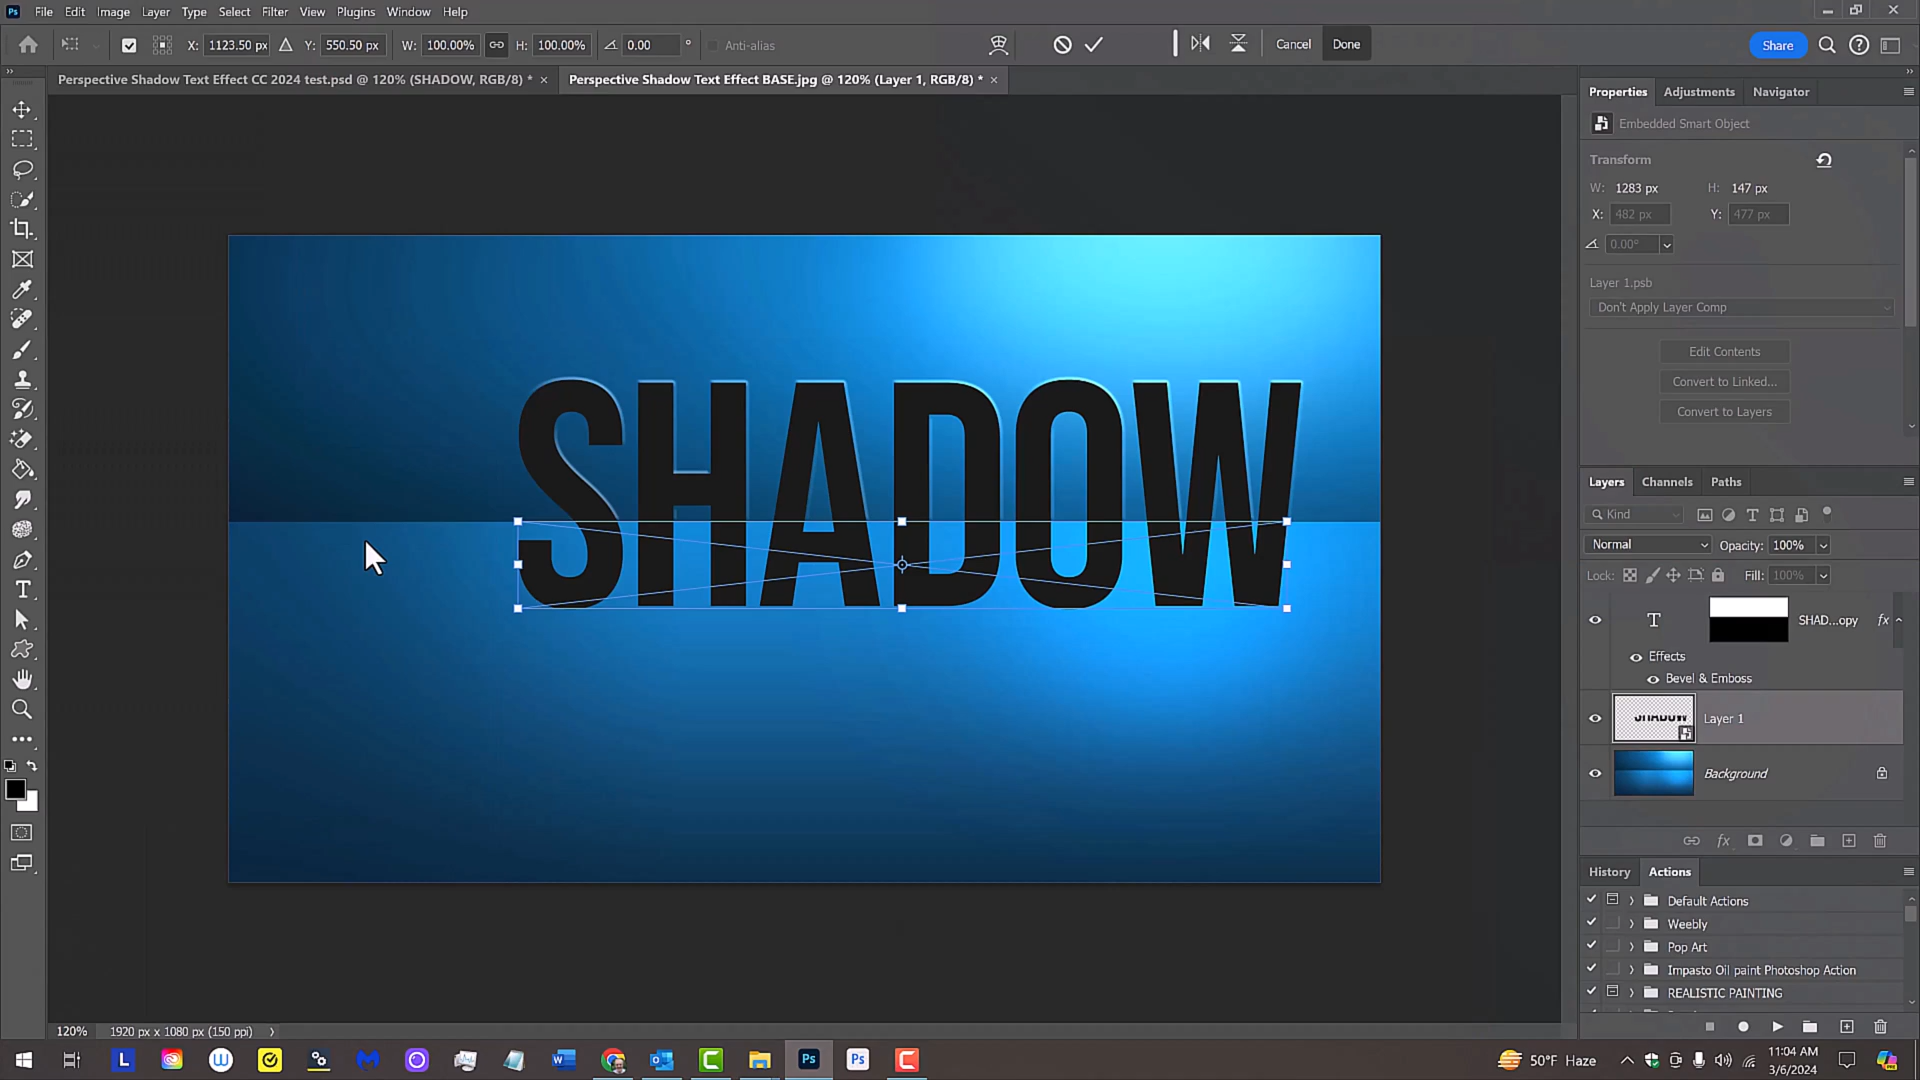 Ps File Edit Image Layer Type Select Filter View Plugins Window Help
X: 1123.50 px Y: 550.50 px W: 100.00% H: 100.00% 0.00 ° Anti-alias Cancel Done Share
Perspective Shadow Text Effect CC 2024 test.psd @ 120% (SHADOW, RGB/8) * × Perspective Shadow Text Effect BASE.jpg @ 120% (Layer 1, RGB/8) * ×
Properties Adjustments Navigator
Embedded Smart Object
Transform
W: 1283 px H: 147 px
X: 482 px Y: 477 px
0.00°
Layer 1.psb
Don't Apply Layer Comp
Edit Contents
Convert to Linked...
Convert to Layers
SHADOW
Layers Channels Paths
Kind
Normal Opacity: 100%
Lock: Fill: 100%
T SHAD...opy fx
Effects
Bevel & Emboss
SHADOW Layer 1
Background
fx
History Actions
Default Actions
Weebly
Pop Art
Impasto Oil paint Photoshop Action
REALISTIC PAINTING
120% 1920 px x 1080 px (150 ppi)
50°F Haze
11:04 AM
3/6/2024